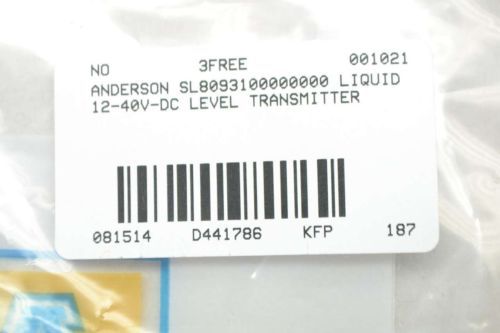 NO 3FREE 001021
ANDERSON SL8093100000000 LIQUID
12-40V-DC LEVEL TRANSMITTER
081514 D441786 KFP 187